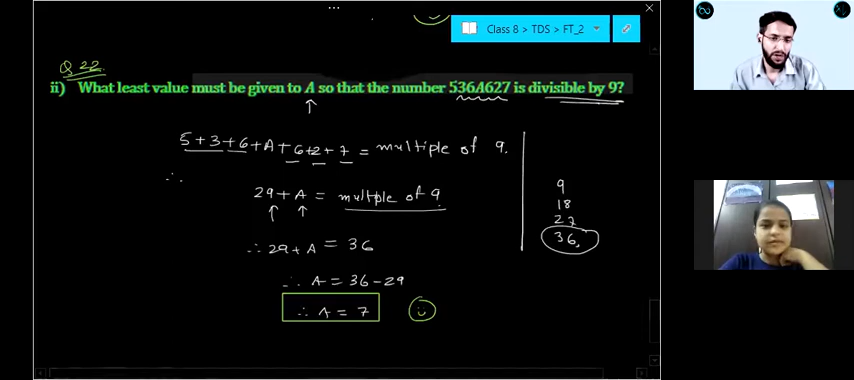 Class 8 > TDS > FT_2
Q.22
ii) What least value must be given to A so that the number 536A627 is divisible by 9?
5+3+6+A+6+2+7 = multiple of 9.
∴
29+A = multiple of 9.
∴ 29+A = 36
∴ A = 36-29
∴ A = 7
9
18
27
36.